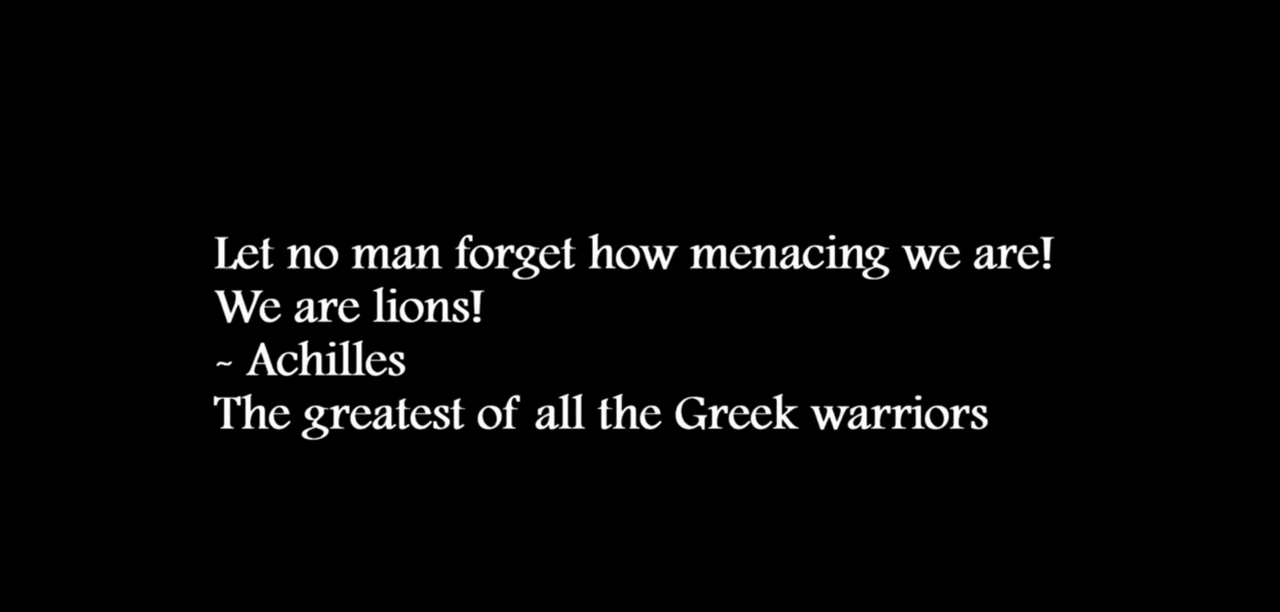 Let no man forget how menacing we are!
We are lions!
~ Achilles
The greatest of all the Greek warriors